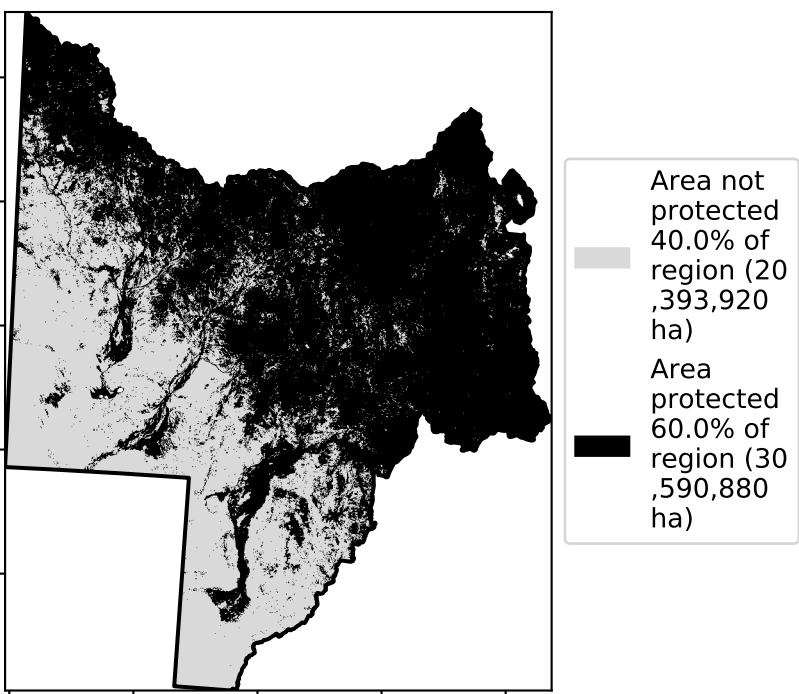 Area not
protected
40.0% of
region (20
,393,920
ha)
Area
protected
60.0% of
region (30
,590,880
ha)